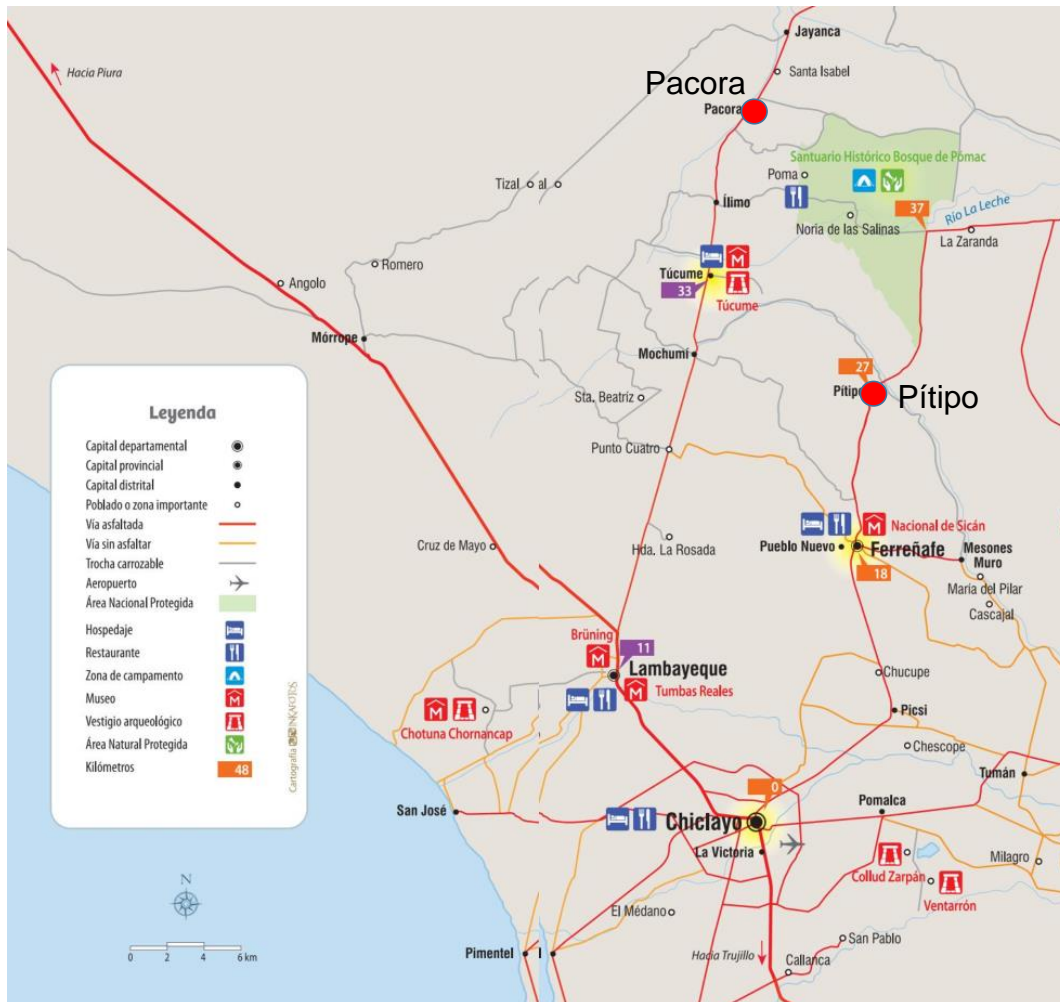 Jayanca
Hacia Piura
Santa Isabel
Pacora
Pacora
Santuario Histórico Bosque de Pómac
Poma
Tizal
al
Ílimo
37
Río La Leche
Noria de las Salinas
La Zaranda
Romero
Angolo
Túcume
33
Túcume
Mórrope
Mochumí
27
Pítipo
Sta. Beatriz
Punto Cuatro
Leyenda
Capital departamental
Capital provincial
Capital distrital
Poblado o zona importante
Vía asfaltada
Vía sin asfaltar
Trocha carrozable
Aeropuerto
Área Nacional Protegida
Hospedaje
Restaurante
Zona de campamento
Museo
Vestigio arqueológico
Área Natural Protegida
Kilómetros
48
Nacional de Sicán
Cruz de Mayo
Hda. La Rosada
Pueblo Nuevo
Ferreñafe
Mesones
Muro
18
María del Pilar
Cascajal
Brüning
11
Lambayeque
Tumbas Reales
Chucupe
Chotuna Chornancap
Picsi
Chescope
Tumán
0
San José
Chiclayo
Pomalca
La Victoria
Collud Zarpán
Milagro
Ventarrón
El Médano
N
San Pablo
Pimentel
l
Hacia Trujillo
Callanca
0 2 4 6 km